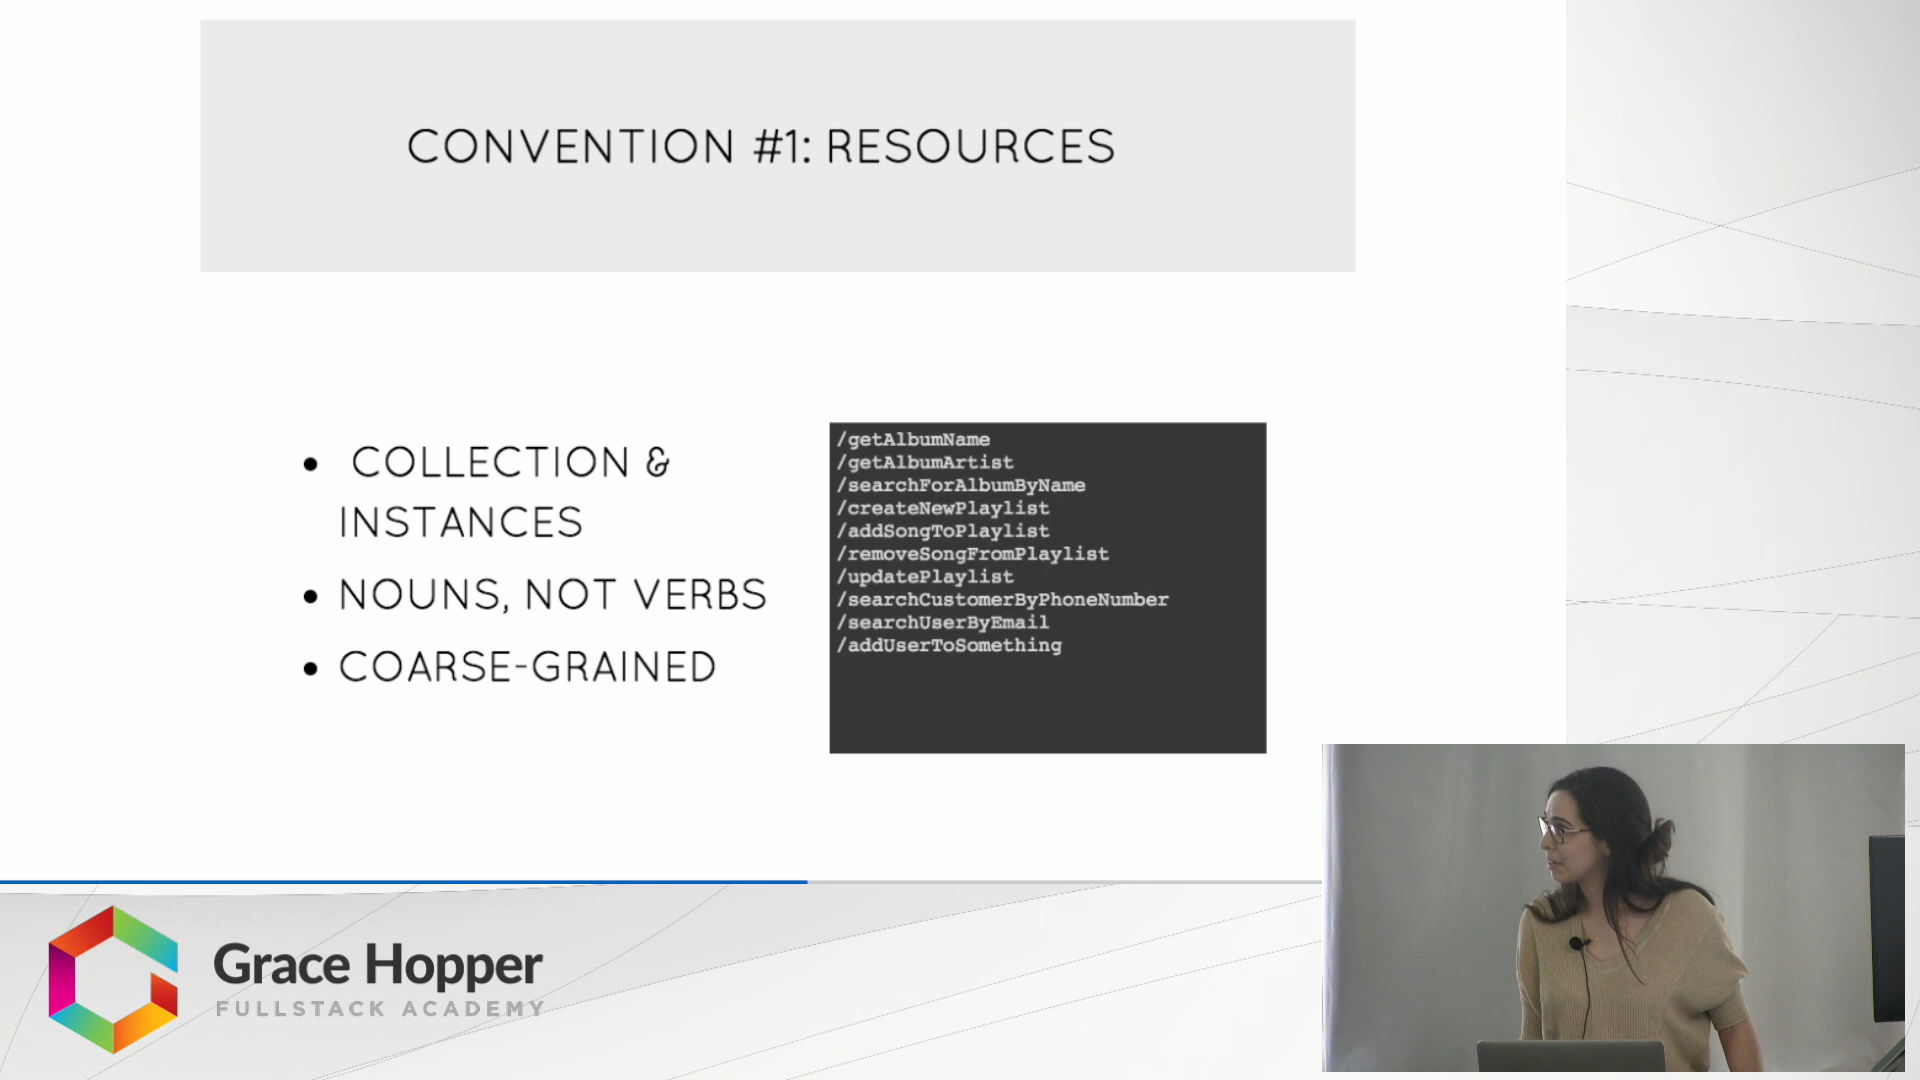 CONVENTION #1: RESOURCES
• COLLECTION &
INSTANCES
• NOUNS, NOT VERBS
• COARSE-GRAINED
/getAlbumName
/getAlbumArtist
/searchForAlbumByName
/createNewPlaylist
/addSongToPlaylist
/removeSongFromPlaylist
/updatePlaylist
/searchCustomerByPhoneNumber
/searchUserByEmail
/addUserToSomething
Grace Hopper
FULLSTACK ACADEMY